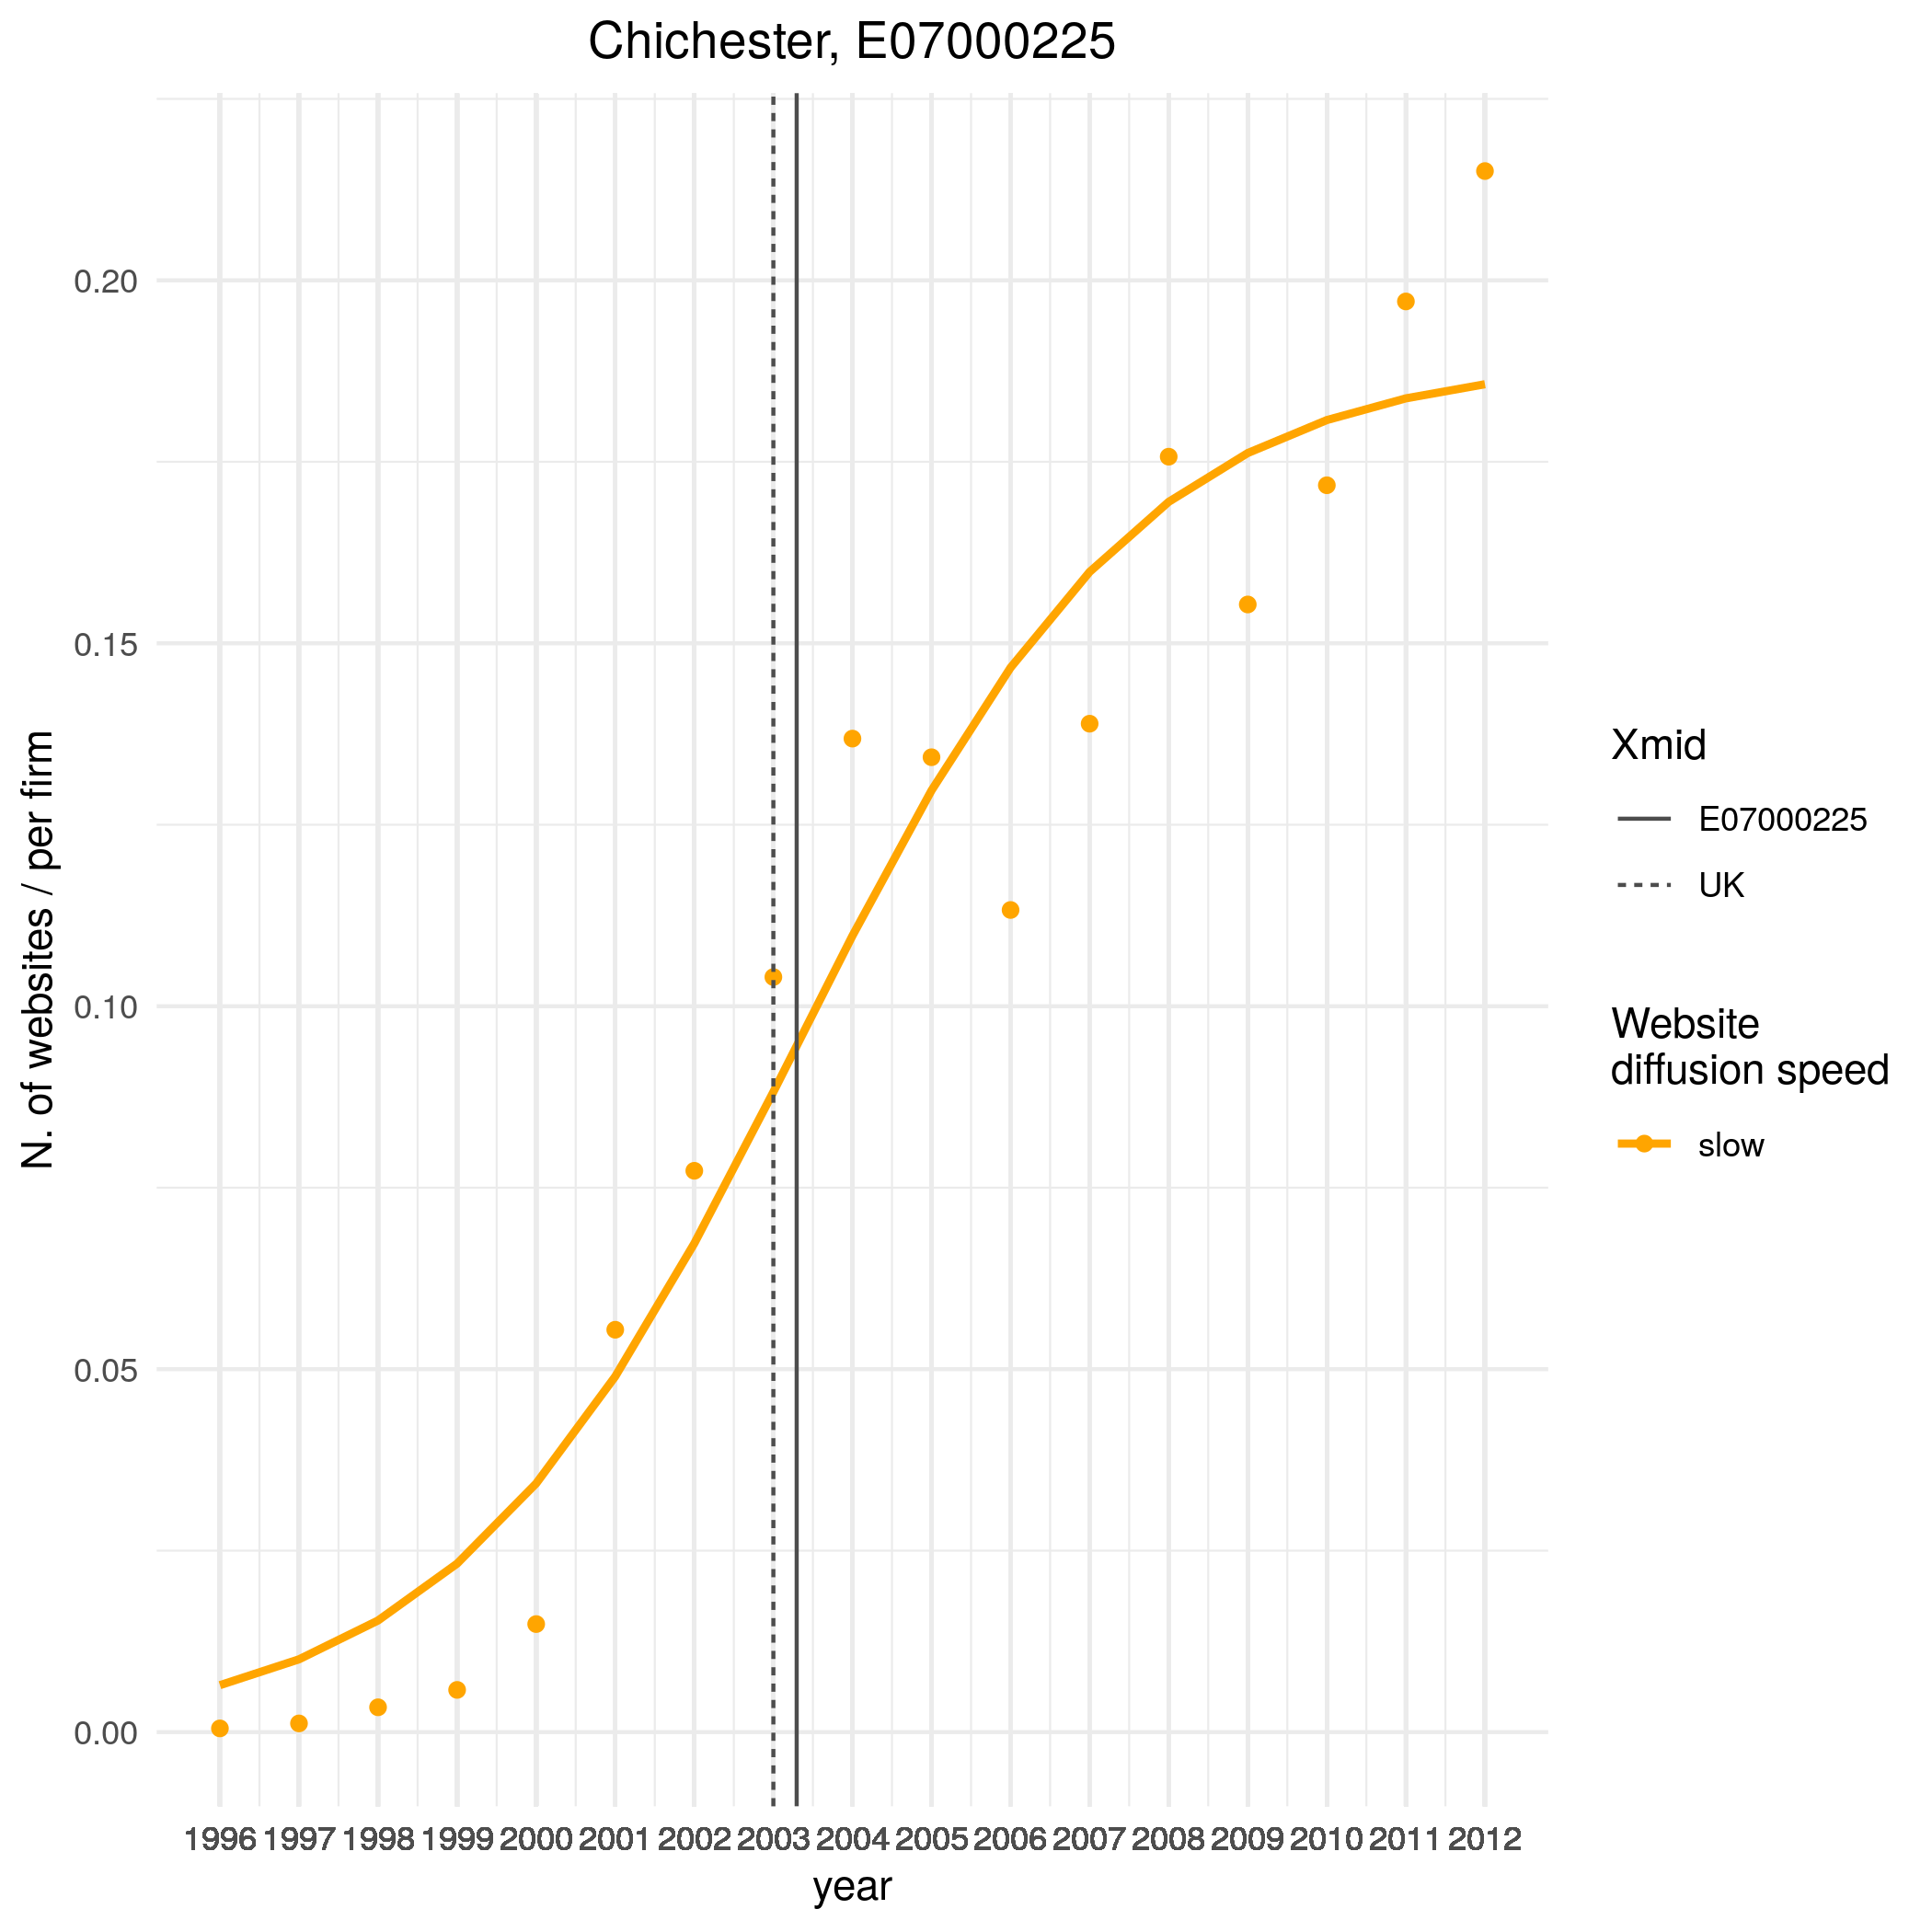 Chichester, E07000225
N. of websites / per firm
0.20
0.15
0.10
0.05
0.00
1996 1997 1998 1999 2000 2001 2002 2003 2004 2005 2006 2007 2008 2009 2010 2011 2012
year
Xmid
E07000225
UK
Website
diffusion speed
slow